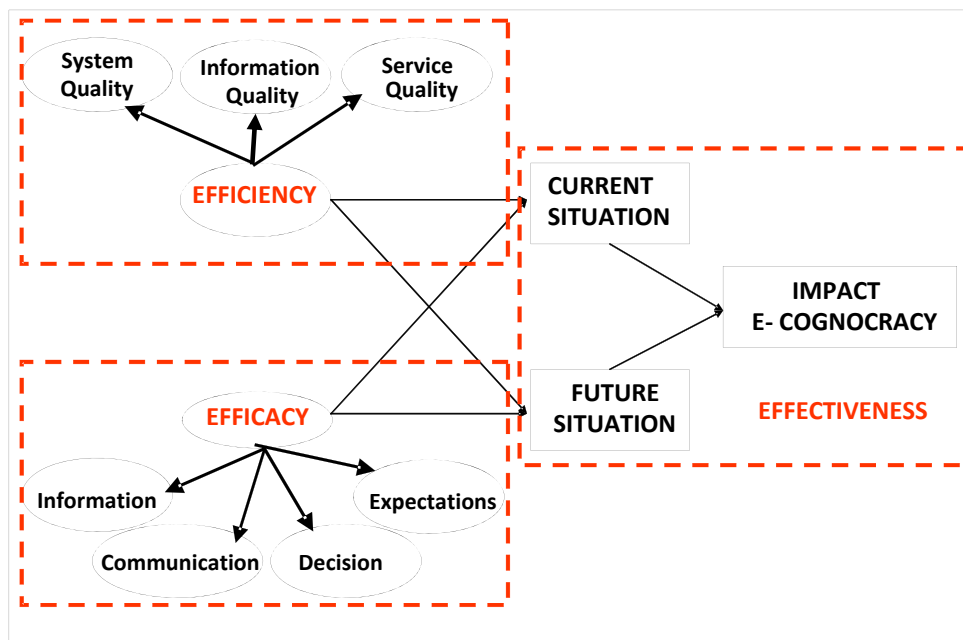 System
Quality
Information
Quality
Service
Quality
EFFICIENCY
CURRENT
SITUATION
IMPACT
E- COGNOCRACY
FUTURE
SITUATION
EFFECTIVENESS
EFFICACY
Information
Expectations
Communication
Decision